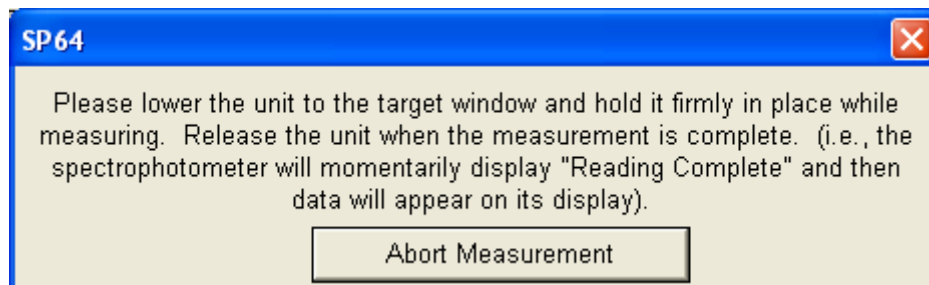 SP64
Please lower the unit to the target window and hold it firmly in place while
measuring.  Release the unit when the measurement is complete.  (i.e., the
spectrophotometer will momentarily display "Reading Complete" and then
data will appear on its display).
Abort Measurement